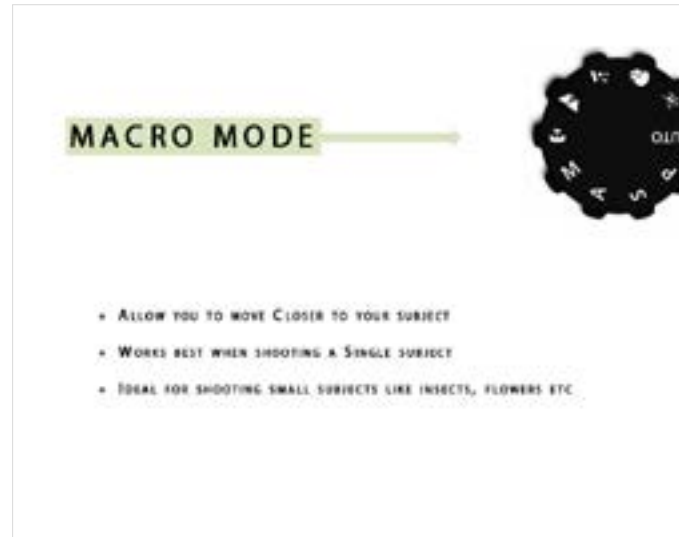 MACRO MODE
AUTO
P
S
A
M
• ALLOW YOU TO MOVE CLOSER TO YOUR SUBJECT
• WORKS BEST WHEN SHOOTING A SINGLE SUBJECT
• IDEAL FOR SHOOTING SMALL SUBJECTS LIKE INSECTS, FLOWERS ETC